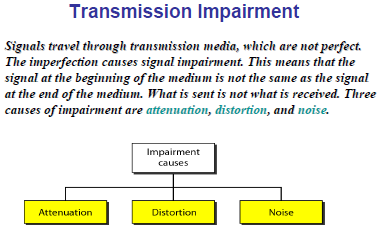 Transmission Impairment
Signals travel through transmission media, which are not perfect.
The imperfection causes signal impairment. This means that the
signal at the beginning of the medium is not the same as the signal
at the end of the medium. What is sent is not what is received. Three
causes of impairment are attenuation, distortion, and noise.
Impairment
causes
Attenuation
Distortion
Noise